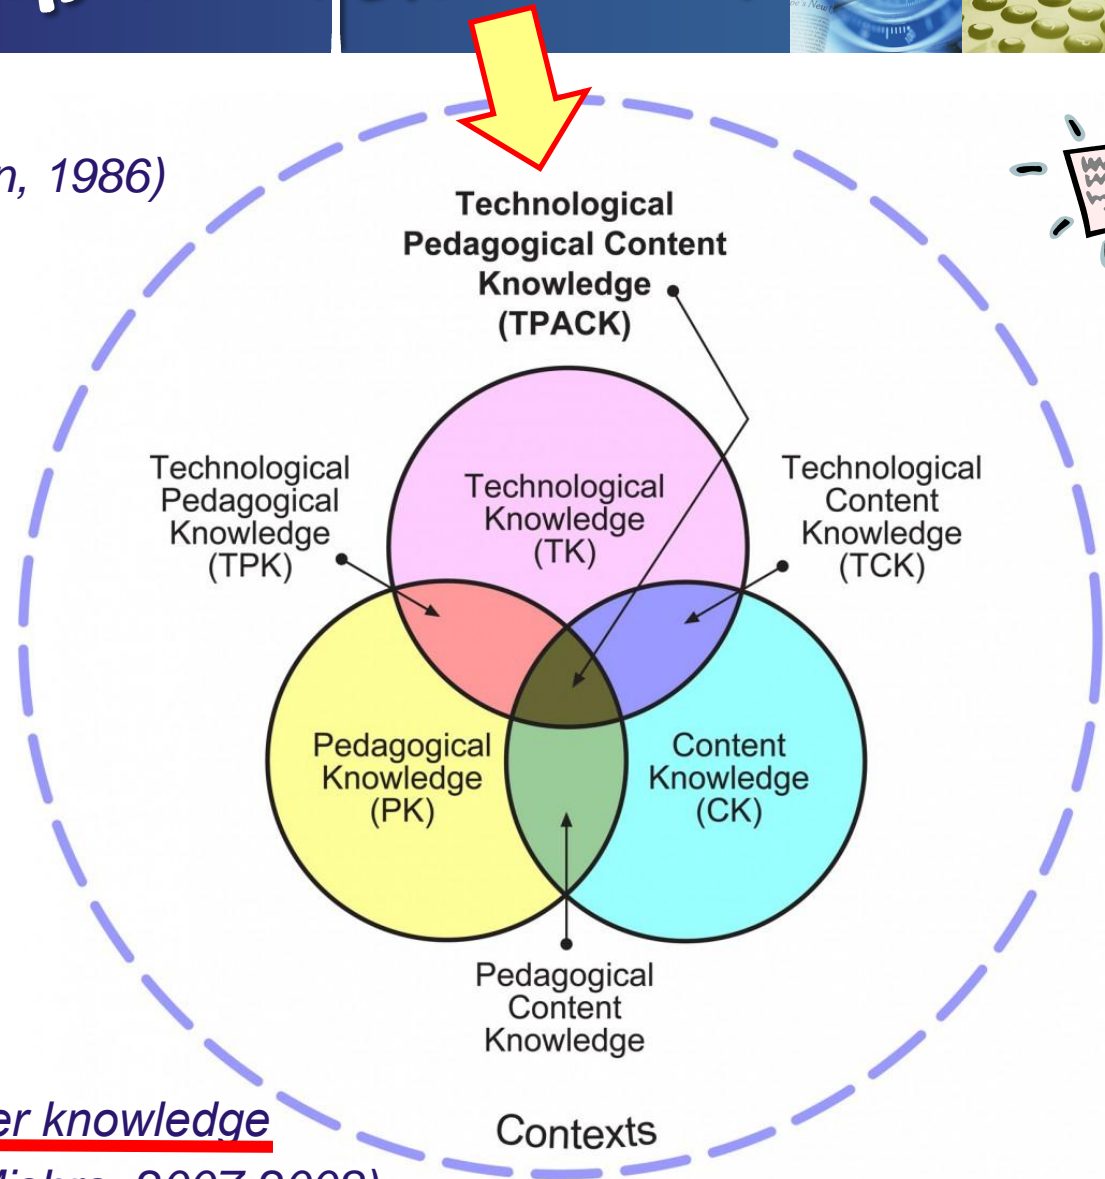 1986)
Technological
Pedagogical Content
Knowledge
(TPACK)
Technological
Pedagogical
Knowledge
(TPK)
Technological
Knowledge
(TK)
Technological
Content
Knowledge
(TCK)
Pedagogical
Knowledge
(PK)
Content
Knowledge
(CK)
Pedagogical
Content
Knowledge
knowledge
Contexts